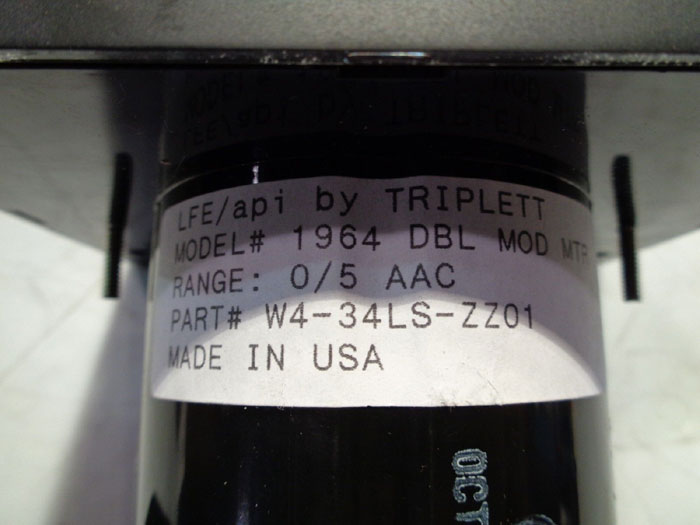 LFE/api by TRIPLETT
MODEL# 1964 DBL MOD MTR
RANGE: 0/5 AAC
PART# W4-34LS-ZZ01
MADE IN USA
OCT